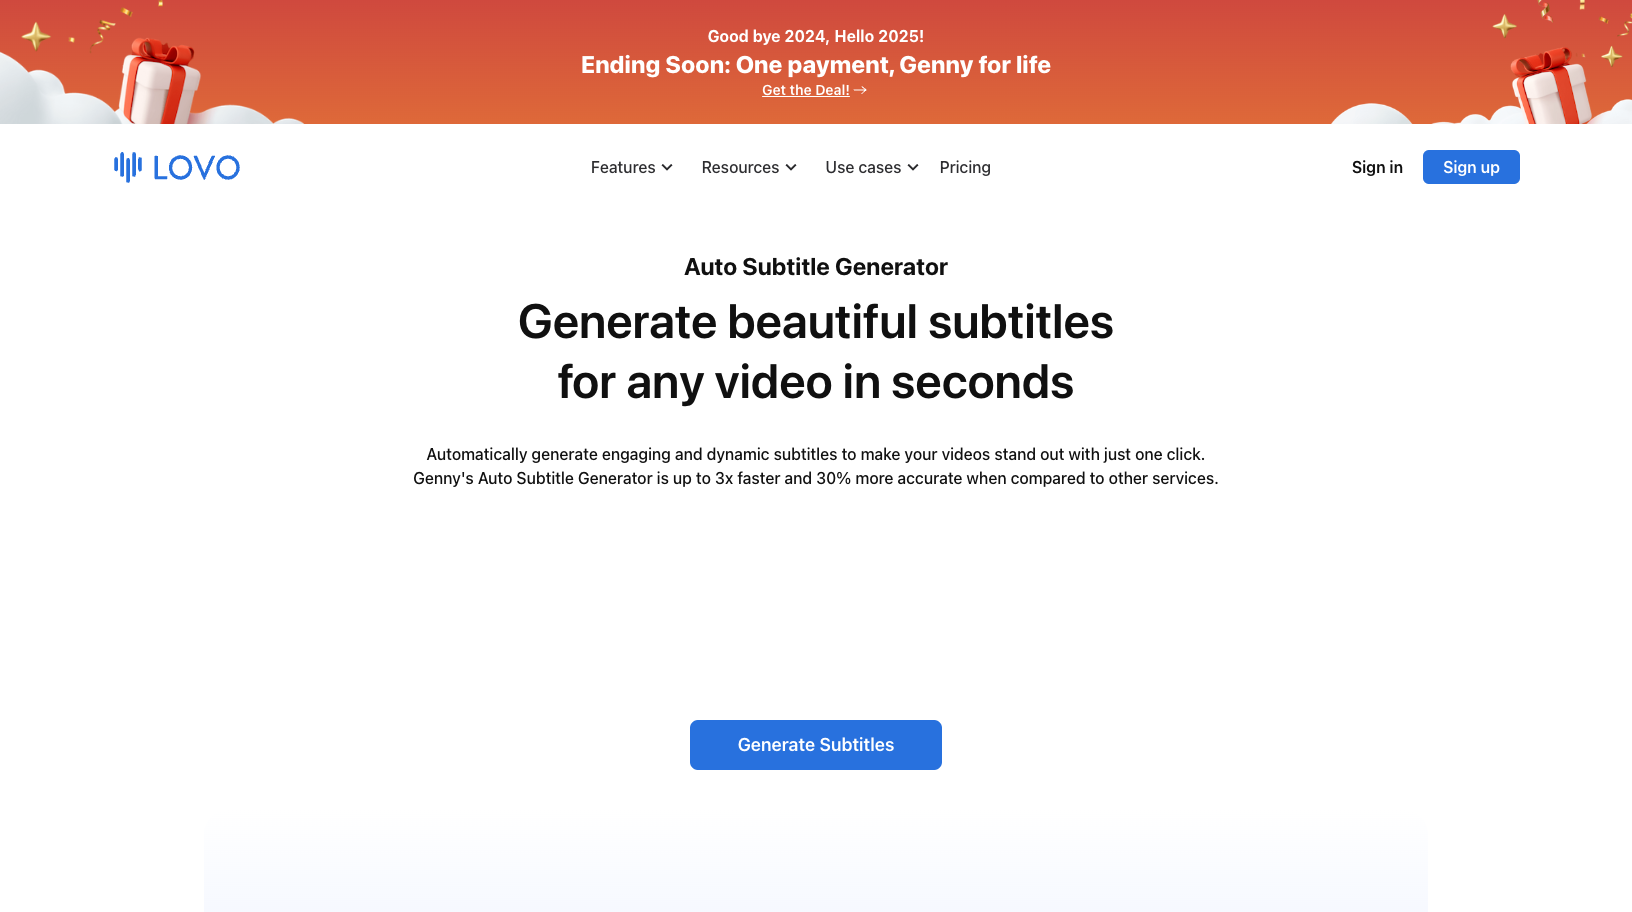 Good bye 2024, Hello 2025!
Ending Soon: One payment, Genny for life
Get the Deal!
LOVO
Features
Resources
Use cases
Pricing
Sign in
Sign up
Auto Subtitle Generator
Generate beautiful subtitles
for any video in seconds
Automatically generate engaging and dynamic subtitles to make your videos stand out with just one click.
Genny's Auto Subtitle Generator is up to 3x faster and 30% more accurate when compared to other services.
Generate Subtitles